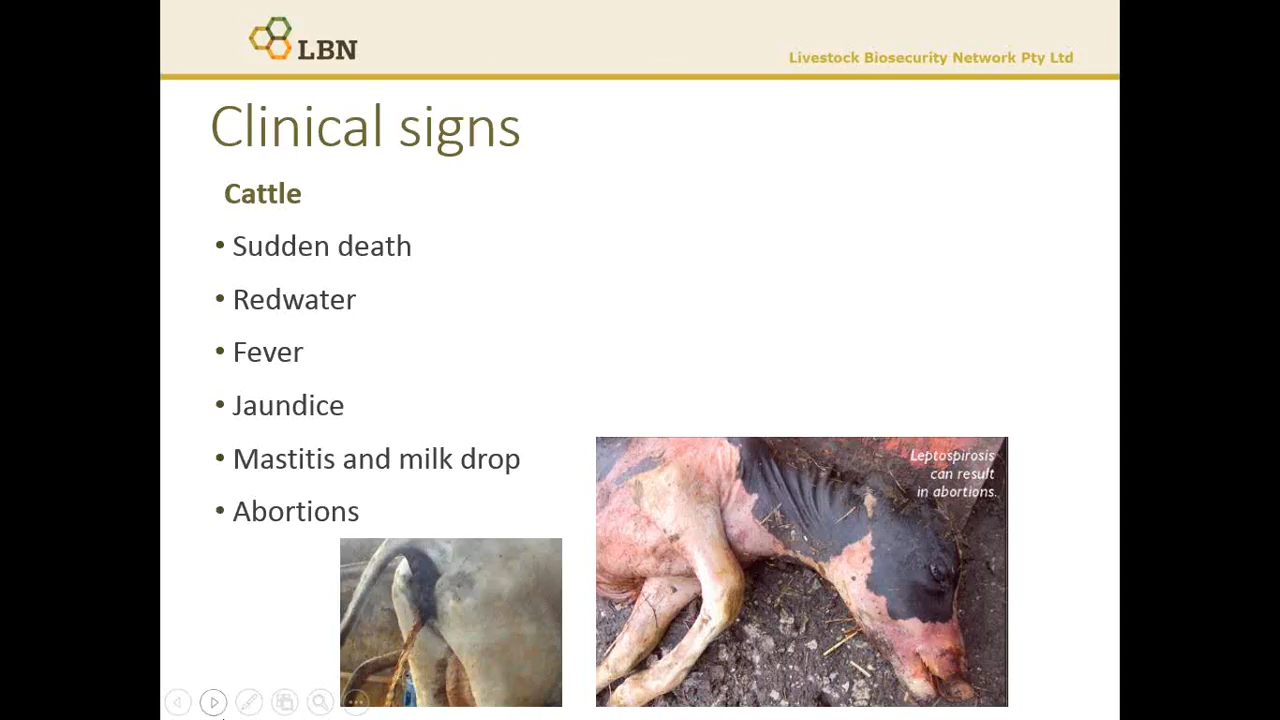 LBN
Livestock Biosecurity Network Pty Ltd
Clinical signs
Cattle
• Sudden death
• Redwater
• Fever
• Jaundice
• Mastitis and milk drop
• Abortions
Leptospirosis
can result
in abortions.